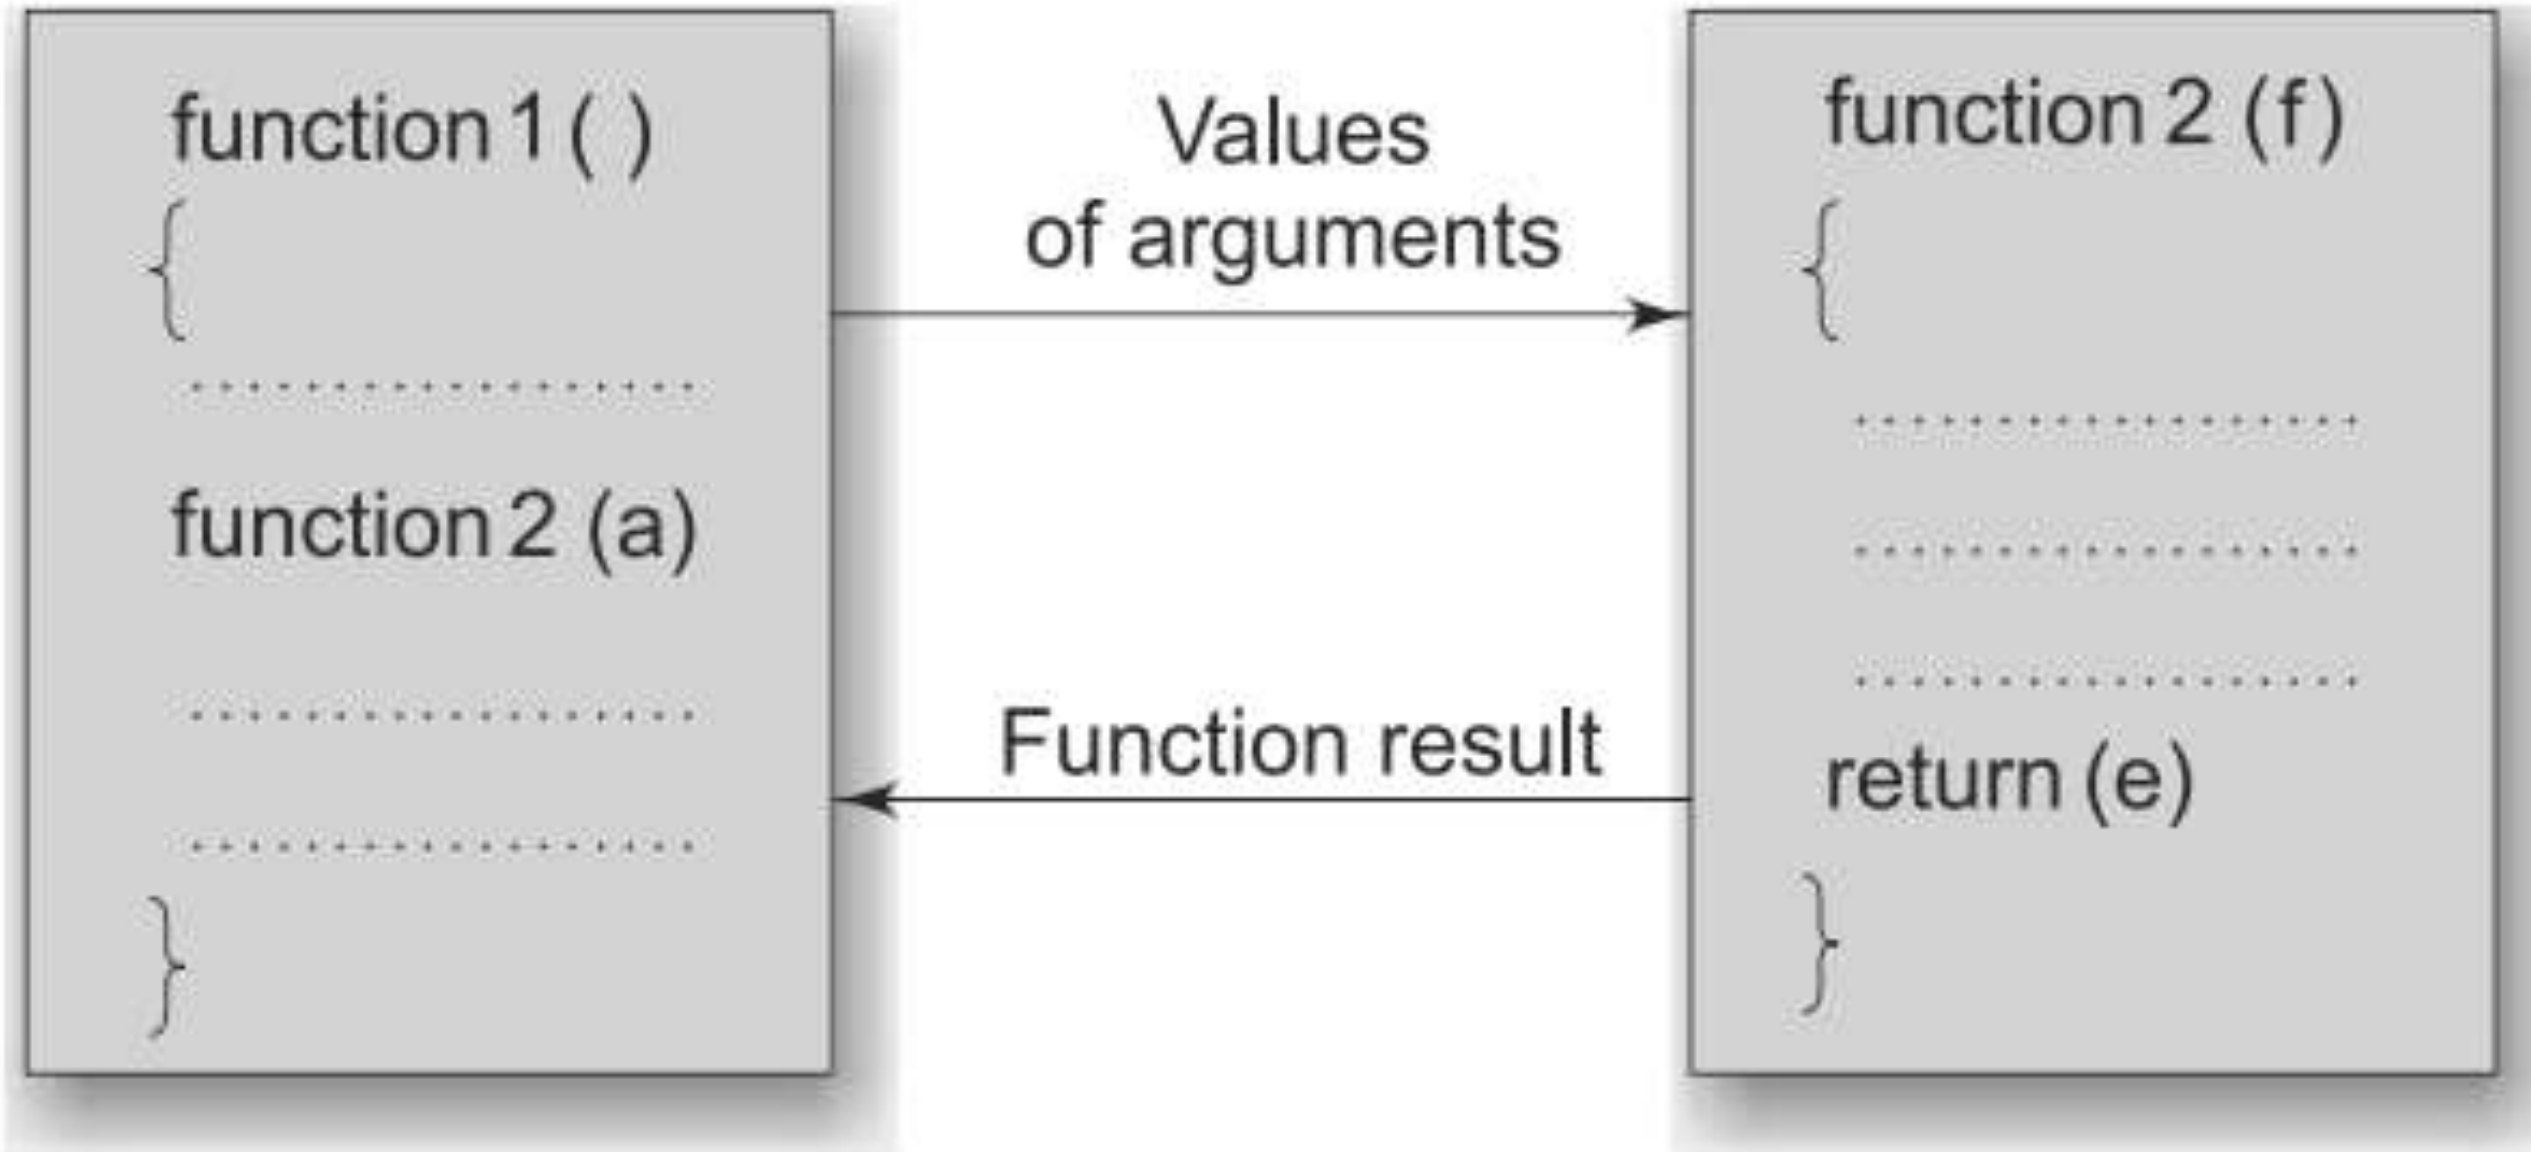 function 1 ( )
{
..................
function 2 (a)
..................
..................
}
Values
of arguments
Function result
function 2 (f)
{
..................
..................
..................
return (e)
}